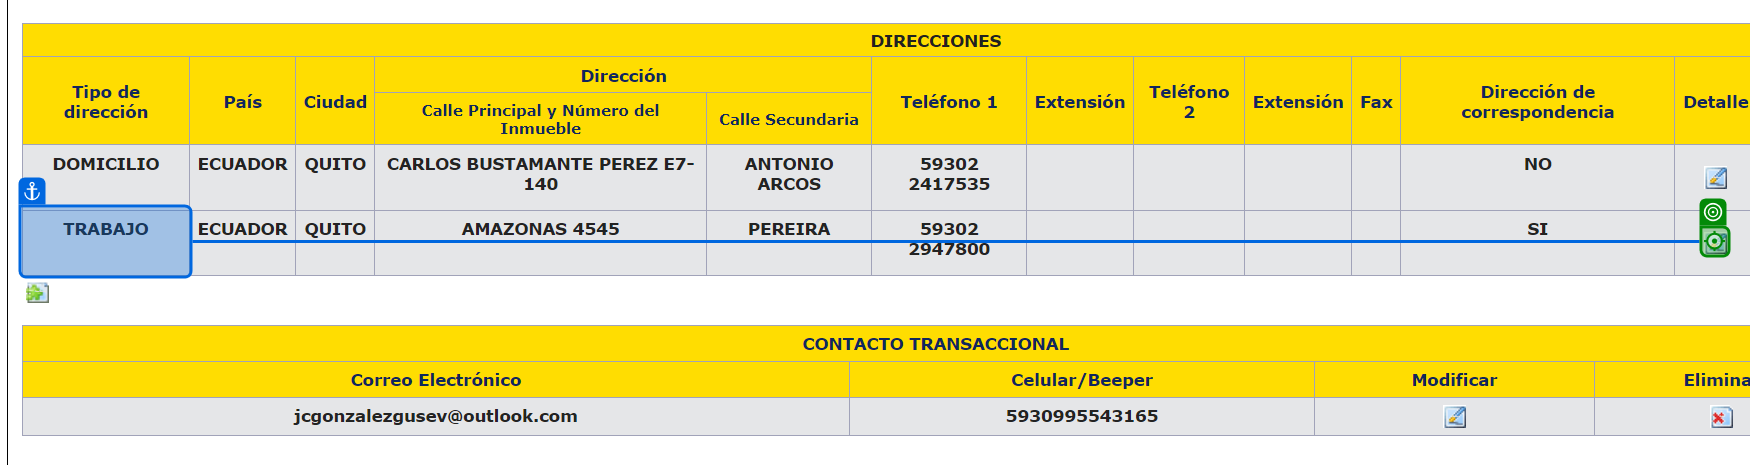 DIRECCIONES
Tipo de
dirección
País
Ciudad
Dirección
Calle Principal y Número del
Inmueble
Calle Secundaria
Teléfono 1
Extensión
Teléfono
2
Extensión
Fax
Dirección de
correspondencia
Detalle
DOMICILIO
ECUADOR
QUITO
CARLOS BUSTAMANTE PEREZ E7-
140
ANTONIO
ARCOS
59302
2417535
NO
TRABAJO
ECUADOR
QUITO
AMAZONAS 4545
PEREIRA
59302
2947800
SI
CONTACTO TRANSACCIONAL
Correo Electrónico
Celular/Beeper
Modificar
Elimina
jcgonzalezgusev@outlook.com
5930995543165